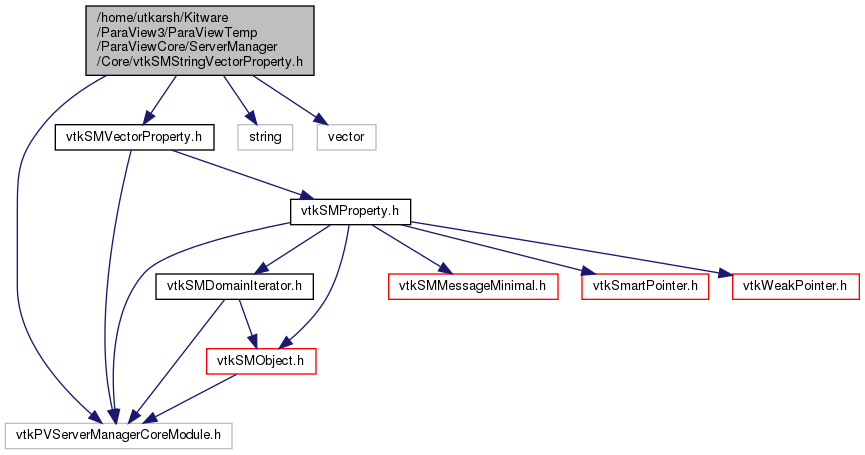 /home/utkarsh/Kitware
/ParaView3/ParaViewTemp
/ParaViewCore/ServerManager
/Core/vtkSMStringVectorProperty.h
vtkSMVectorProperty.h
string
vector
vtkSMProperty.h
vtkSMDomainIterator.h
vtkSMMessageMinimal.h
vtkSmartPointer.h
vtkWeakPointer.h
vtkSMObject.h
vtkPVServerManagerCoreModule.h